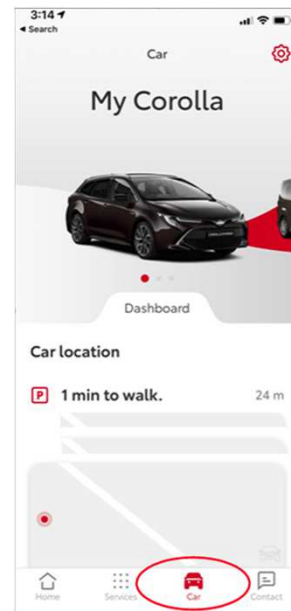 3:14
Search
Car
My Corolla
Dashboard
Car location
P 1 min to walk. 24 m
Home Services Car Contact